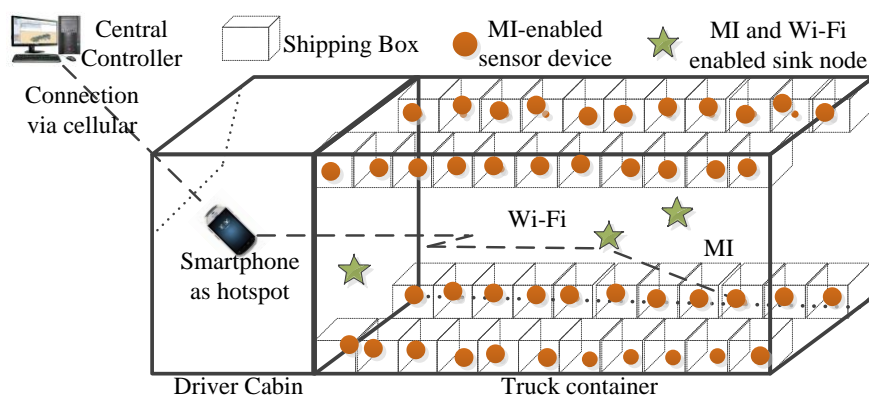 Central
Controller
Shipping Box
MI-enabled
sensor device
MI and Wi-Fi
enabled sink node
Connection
via cellular
Wi-Fi
MI
Smartphone
as hotspot
Driver Cabin
Truck container